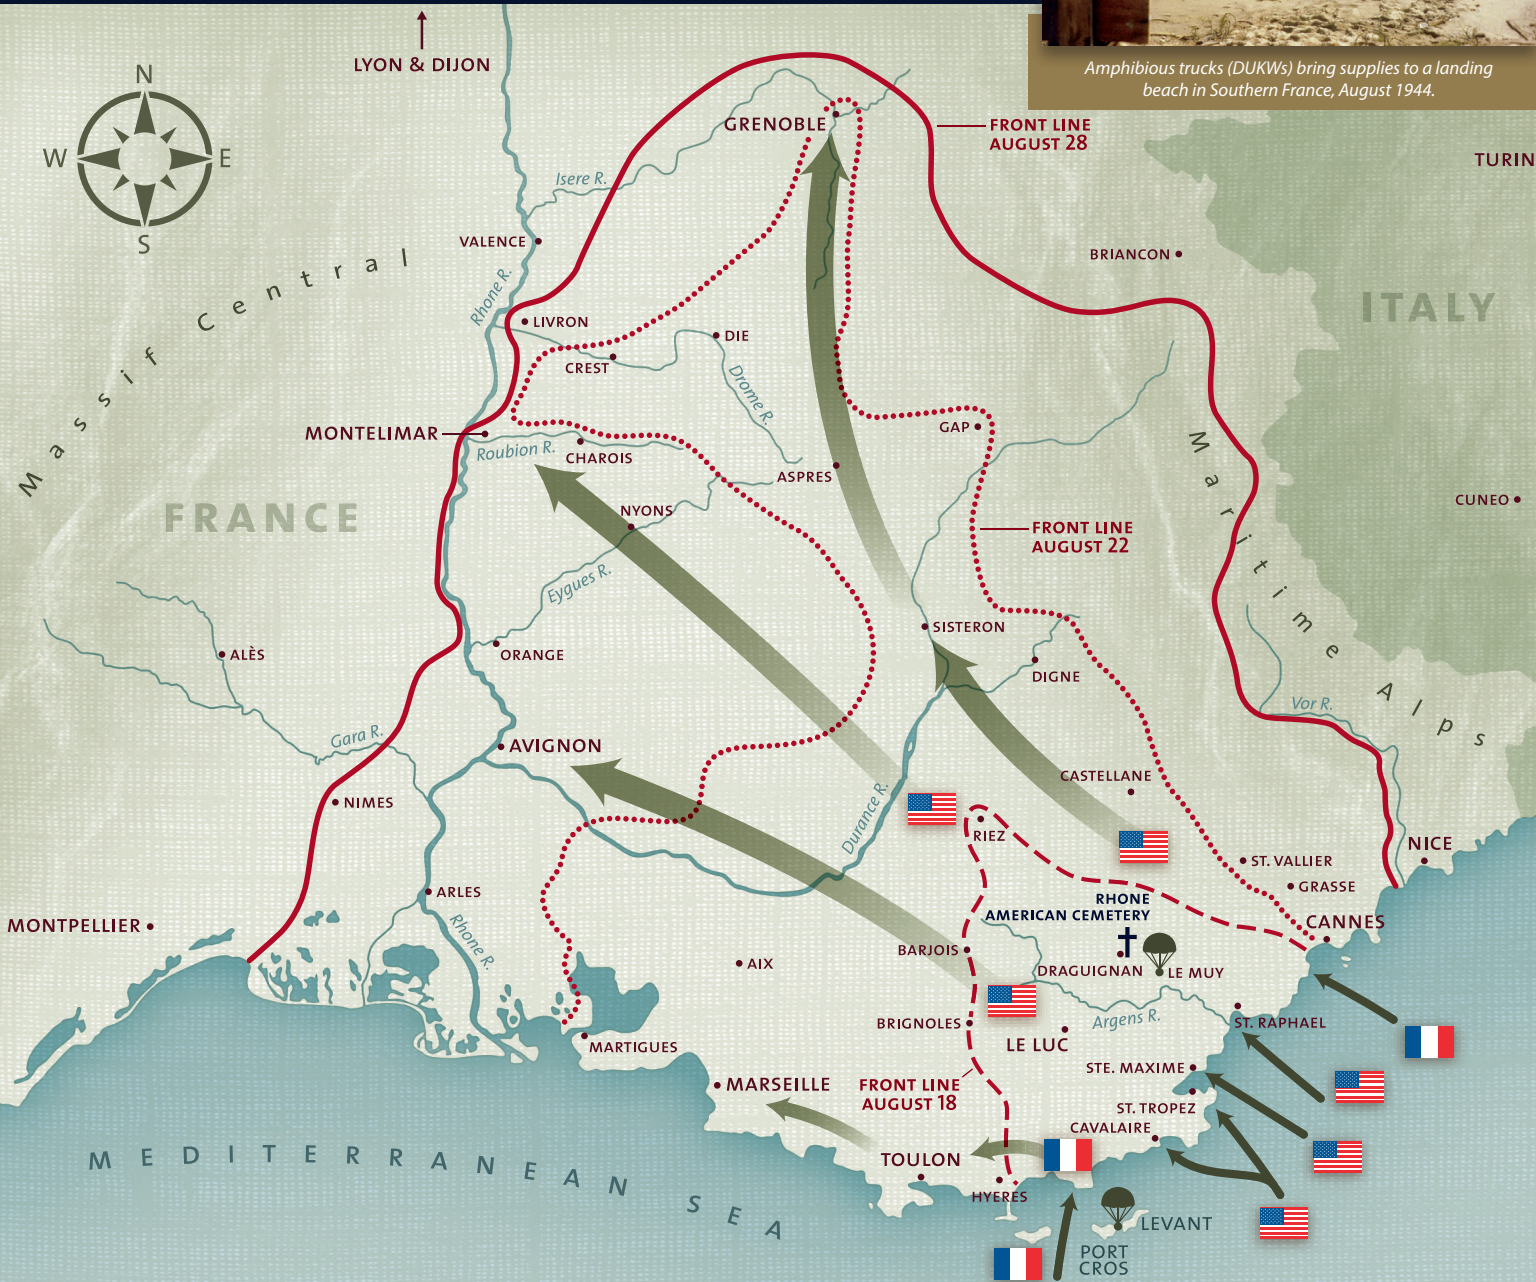 Amphibious trucks (DUKWs) bring supplies to a landing
beach in Southern France, August 1944.
LYON & DIJON
N
W
E
S
GRENOBLE
FRONT LINE
AUGUST 28
TURIN
Isere R.
VALENCE
BRIANCON
Massif Central
Rhone R.
ITALY
LIVRON
DIE
CREST
Drome R.
MONTELIMAR
GAP
Roubion R.
CHAROIS
ASPRES
Maritime Alps
CUNEO
FRANCE
NYONS
FRONT LINE
AUGUST 22
Eygues R.
SISTERON
ALÈS
ORANGE
DIGNE
Vor R.
Gara R.
AVIGNON
CASTELLANE
NIMES
Durance R.
RIEZ
NICE
ST. VALLIER
GRASSE
ARLES
RHONE
AMERICAN CEMETERY
MONTPELLIER
CANNES
Rhone R.
BARJOIS
AIX
DRAGUIGNAN
LE MUY
BRIGNOLES
Argens R.
ST. RAPHAEL
MARTIGUES
LE LUC
STE. MAXIME
MARSEILLE
FRONT LINE
AUGUST 18
ST. TROPEZ
CAVALAIRE
MEDITERRANEAN SEA
TOULON
HYERES
LEVANT
PORT
CROS